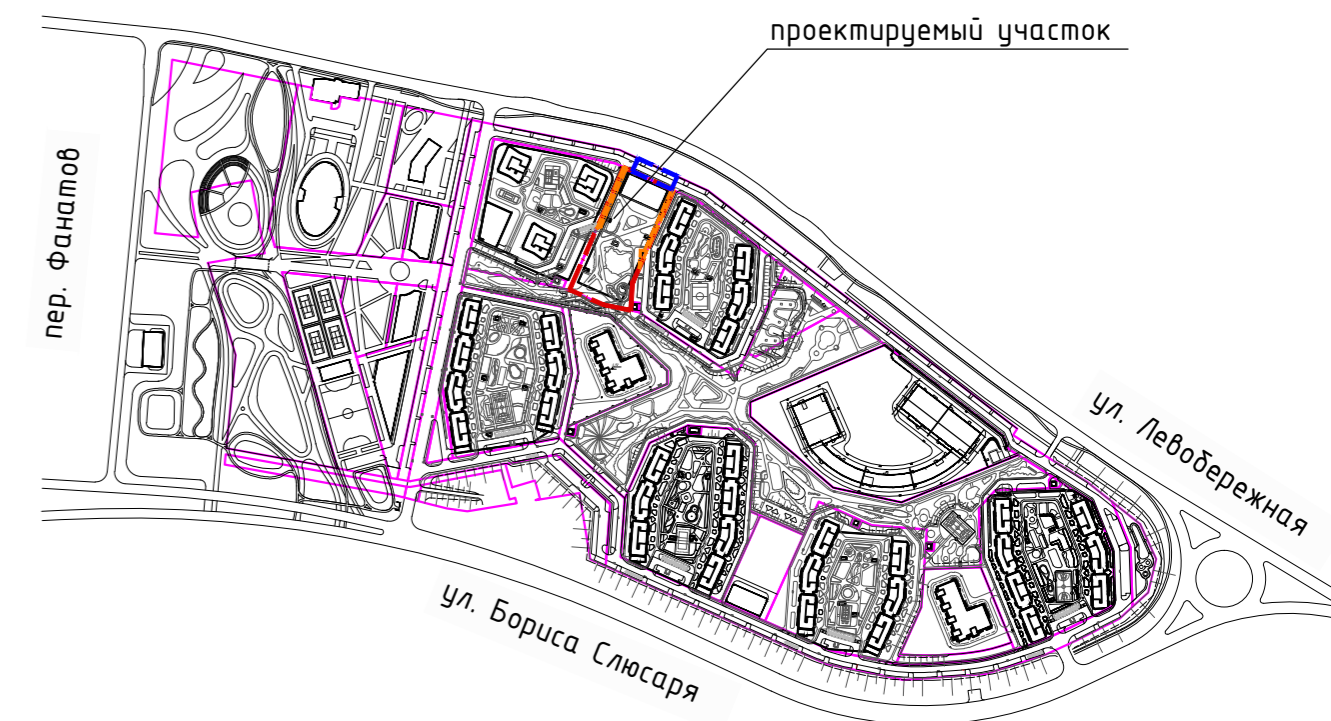 проектируемый участок
пер. Фанатов
ул. Левобережная
ул. Бориса Слюсаря